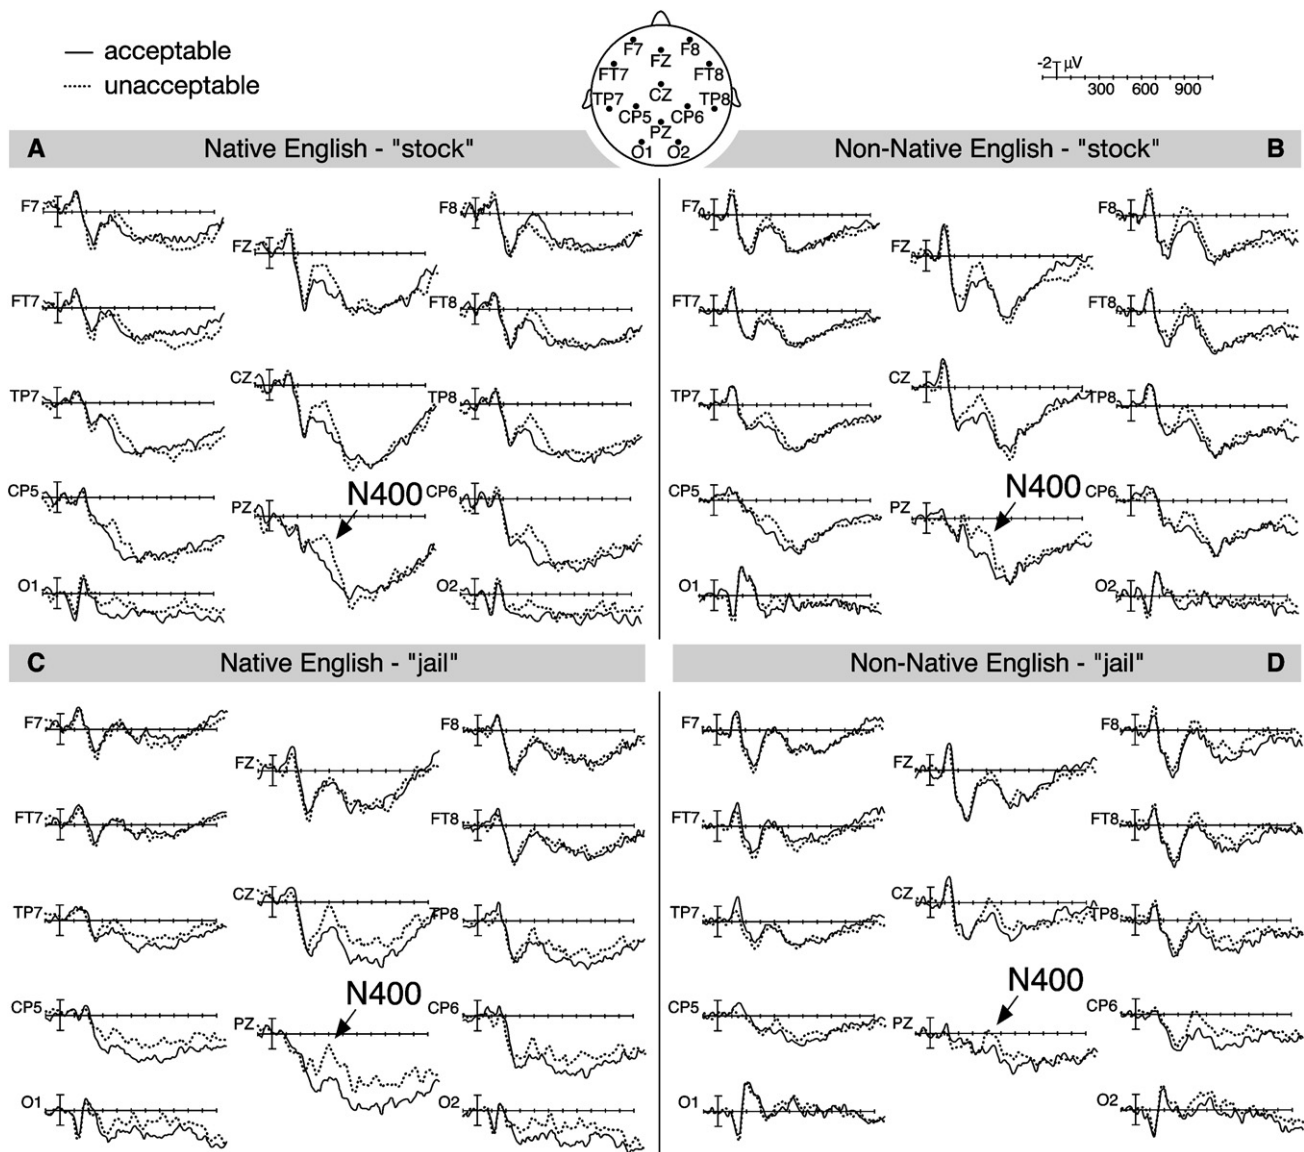 acceptable
unacceptable
F7 F8
FZ
FT7 FT8
CZ
TP7 TP8
CP5 CP6
PZ
O1 O2
-2 μV
300 600 900
A Native English - "stock"
Non-Native English - "stock" B
F7
F8
FZ
FT7
FT8
CZ
TP7
TP8
CP5
N400
CP6
PZ
O1
O2
F7
F8
FZ
FT7
FT8
CZ
TP7
TP8
CP5
N400
CP6
PZ
O1
O2
C Native English - "jail"
Non-Native English - "jail" D
F7
F8
FZ
FT7
FT8
CZ
TP7
TP8
CP5
N400
CP6
PZ
O1
O2
F7
F8
FZ
FT7
FT8
CZ
TP7
TP8
CP5
N400
CP6
PZ
O1
O2